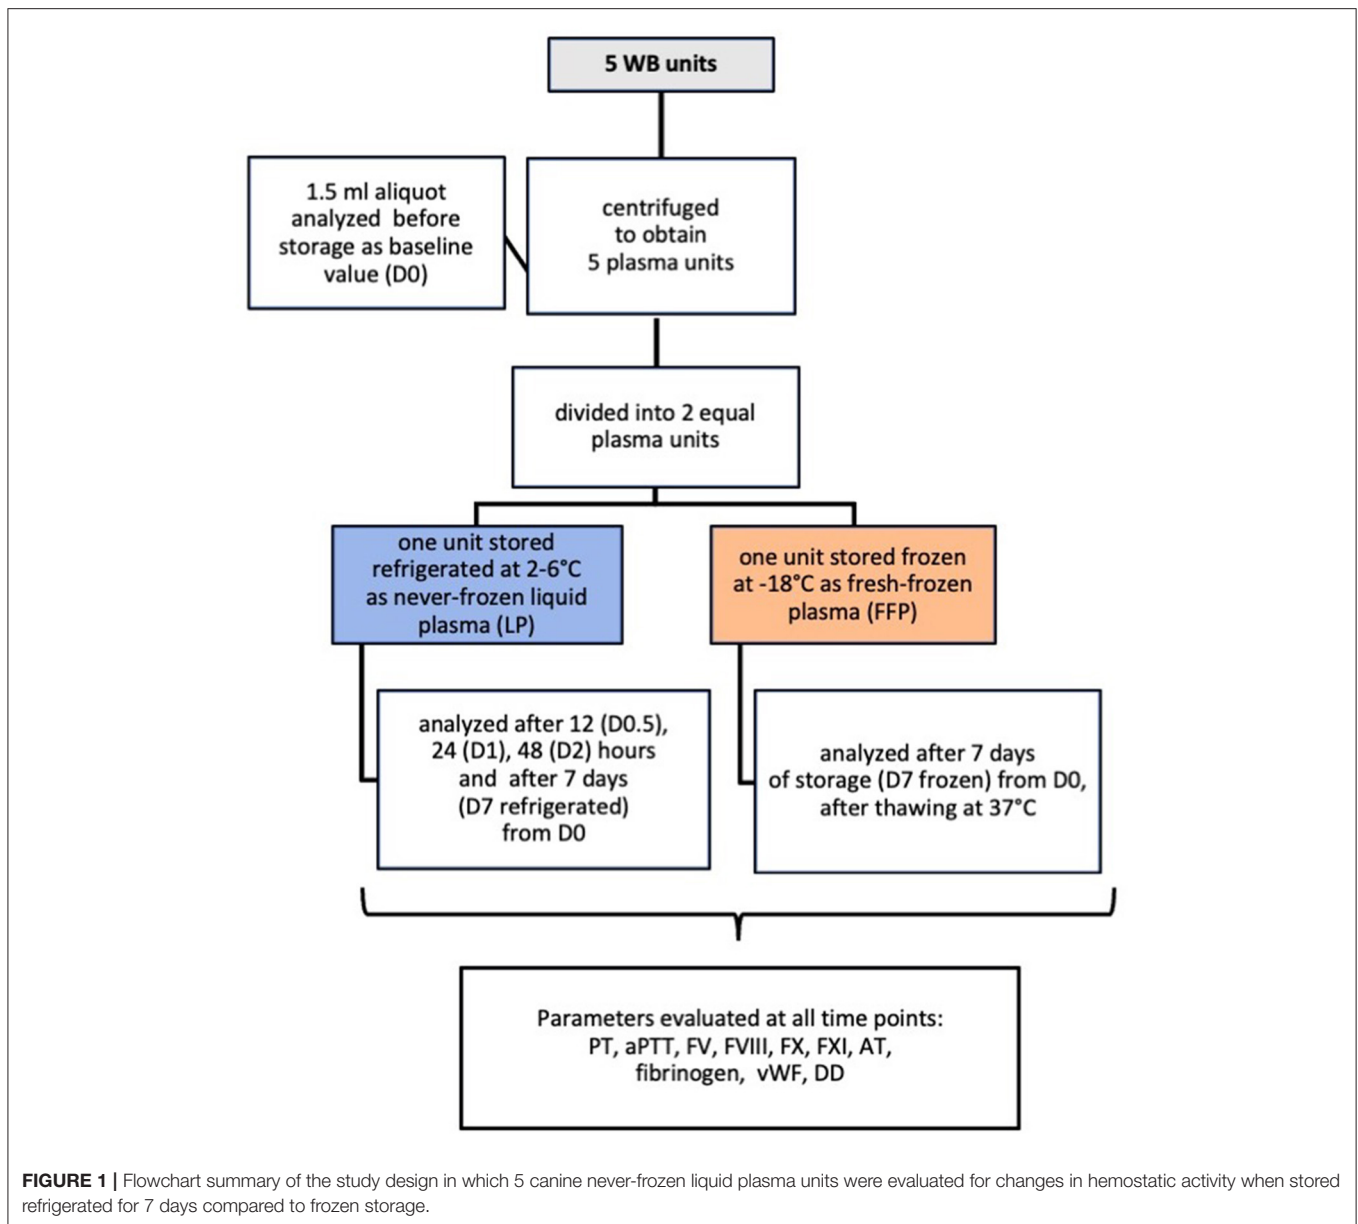 5 WB units
1.5 ml aliquot
analyzed before
storage as baseline
value (D0)
centrifuged
to obtain
5 plasma units
divided into 2 equal
plasma units
one unit stored
refrigerated at 2-6°C
as never-frozen liquid
plasma (LP)
one unit stored frozen
at -18°C as fresh-frozen
plasma (FFP)
analyzed after 12 (D0.5),
24 (D1), 48 (D2) hours
and after 7 days
(D7 refrigerated)
from D0
analyzed after 7 days
of storage (D7 frozen) from D0,
after thawing at 37°C
Parameters evaluated at all time points:
PT, aPTT, FV, FVIII, FX, FXI, AT,
fibrinogen, vWF, DD
FIGURE 1 | Flowchart summary of the study design in which 5 canine never-frozen liquid plasma units were evaluated for changes in hemostatic activity when stored
refrigerated for 7 days compared to frozen storage.